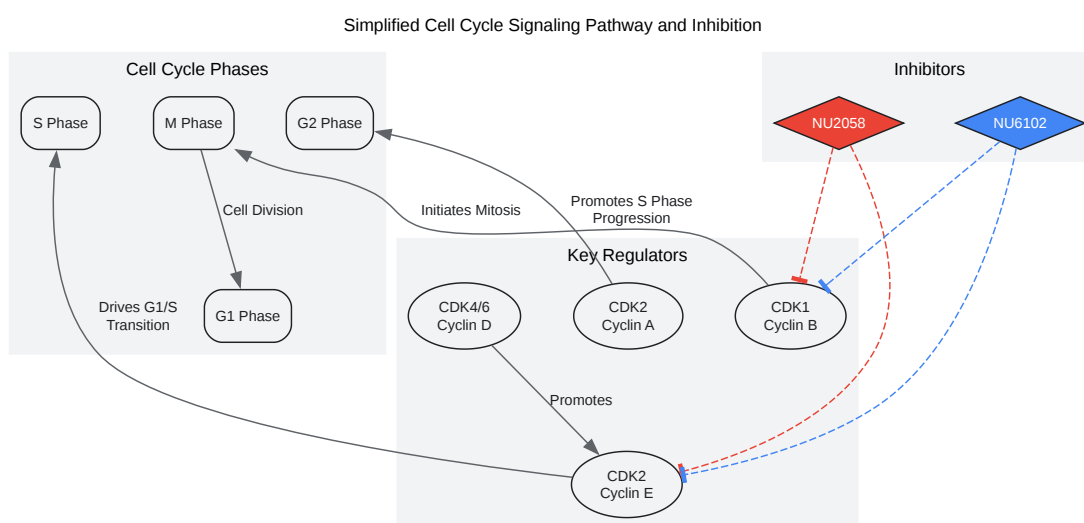 Simplified Cell Cycle Signaling Pathway and Inhibition
Cell Cycle Phases
Inhibitors
S Phase
M Phase
G2 Phase
NU2058
NU6102
Cell Division
Initiates Mitosis
Promotes S Phase
Progression
Key Regulators
Drives G1/S
Transition
G1 Phase
CDK4/6
Cyclin D
CDK2
Cyclin A
CDK1
Cyclin B
Promotes
CDK2
Cyclin E